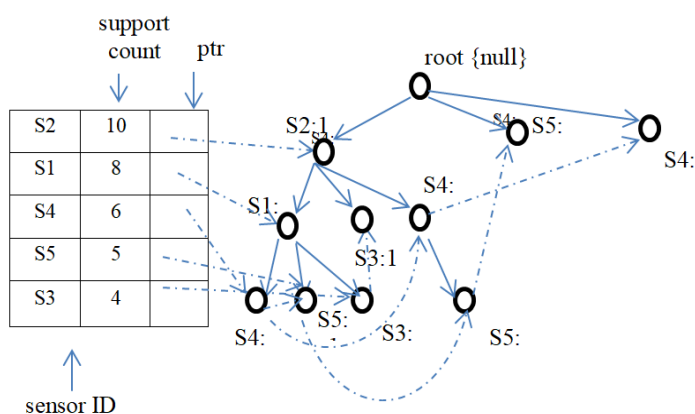 support
count
ptr
root {null}
S2 10
S1 8
S4 6
S5 5
S3 4
sensor ID
S2:1
S4:
S5:
S4:
S1:
S3:1
S4:
S4:
S5:
S3:
S5: